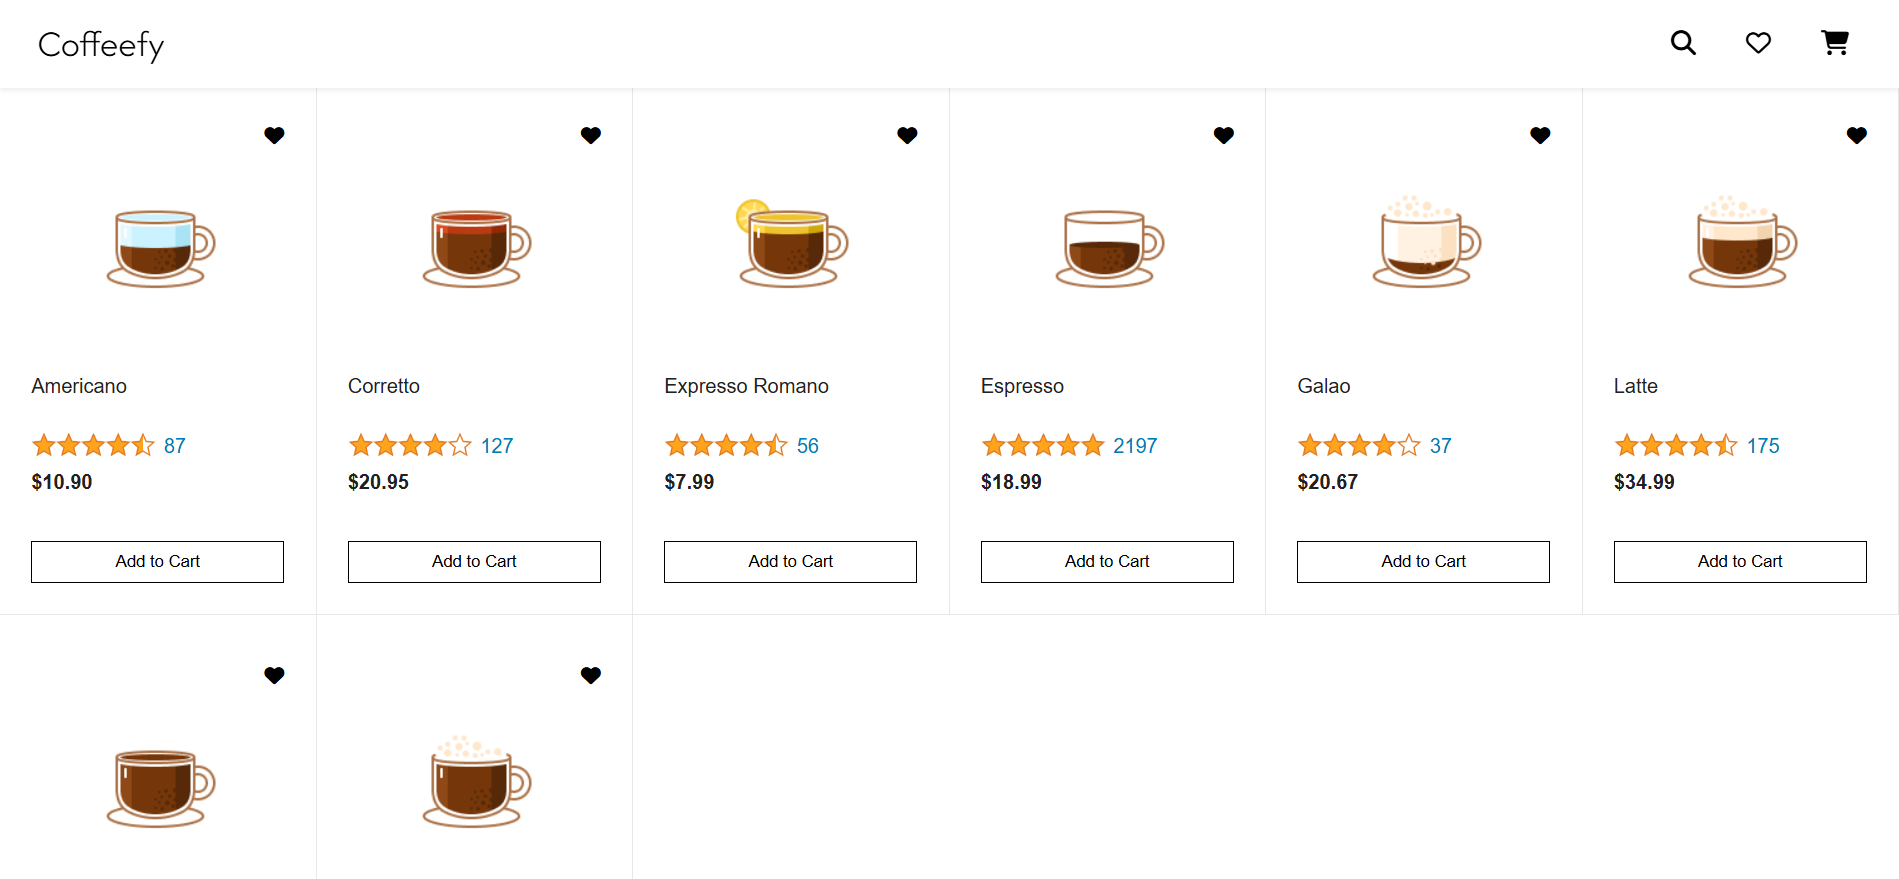 Coffeefy
Americano
87
$10.90
Add to Cart
Corretto
127
$20.95
Add to Cart
Expresso Romano
56
$7.99
Add to Cart
Espresso
2197
$18.99
Add to Cart
Galao
37
$20.67
Add to Cart
Latte
175
$34.99
Add to Cart